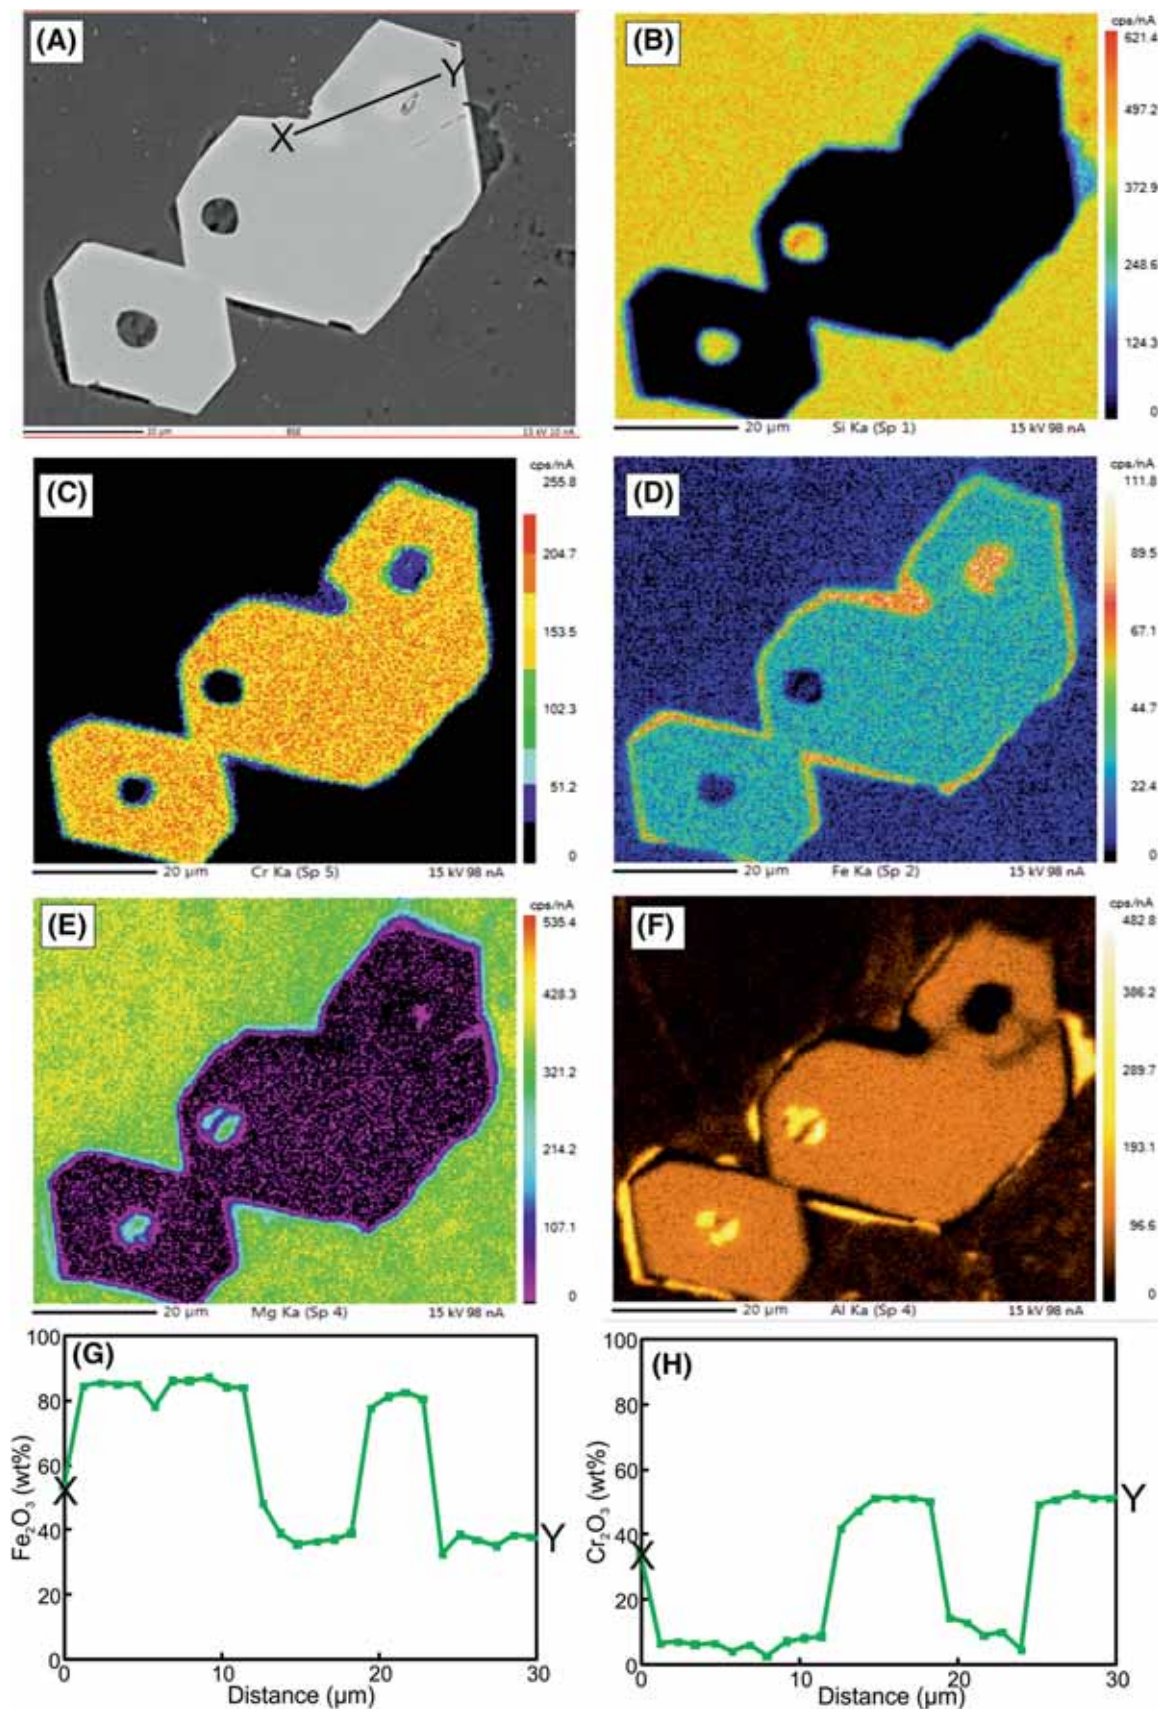 (A)
X
Y
20 µm
BSE
15 kV 10 nA
(B)
cps/nA
621.4
497.2
372.9
248.6
124.3
0
20 µm
Si Ka (Sp 1)
15 kV 98 nA
(C)
cps/nA
255.8
204.7
153.5
102.3
51.2
0
20 µm
Cr Ka (Sp 5)
15 kV 98 nA
(D)
cps/nA
111.8
89.5
67.1
44.7
22.4
0
20 µm
Fe Ka (Sp 2)
15 kV 98 nA
(E)
cps/nA
535.4
428.3
321.2
214.2
107.1
0
20 µm
Mg Ka (Sp 4)
15 kV 98 nA
(F)
cps/nA
482.8
386.2
289.7
193.1
96.6
0
20 µm
Al Ka (Sp 4)
15 kV 98 nA
(G)
Fe₂O₃ (wt%)
100
80
60
40
20
0
X
Y
0 10 20 30
Distance (µm)
(H)
Cr₂O₃ (wt%)
100
80
60
40
20
0
X
Y
0 10 20 30
Distance (µm)